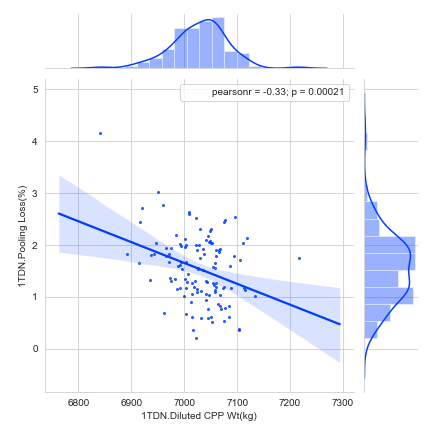 pearsonr = -0.33; p = 0.00021
5
4
3
2
1
0
1TDN.Pooling Loss(%)
6800 6900 7000 7100 7200 7300
1TDN.Diluted CPP Wt(kg)